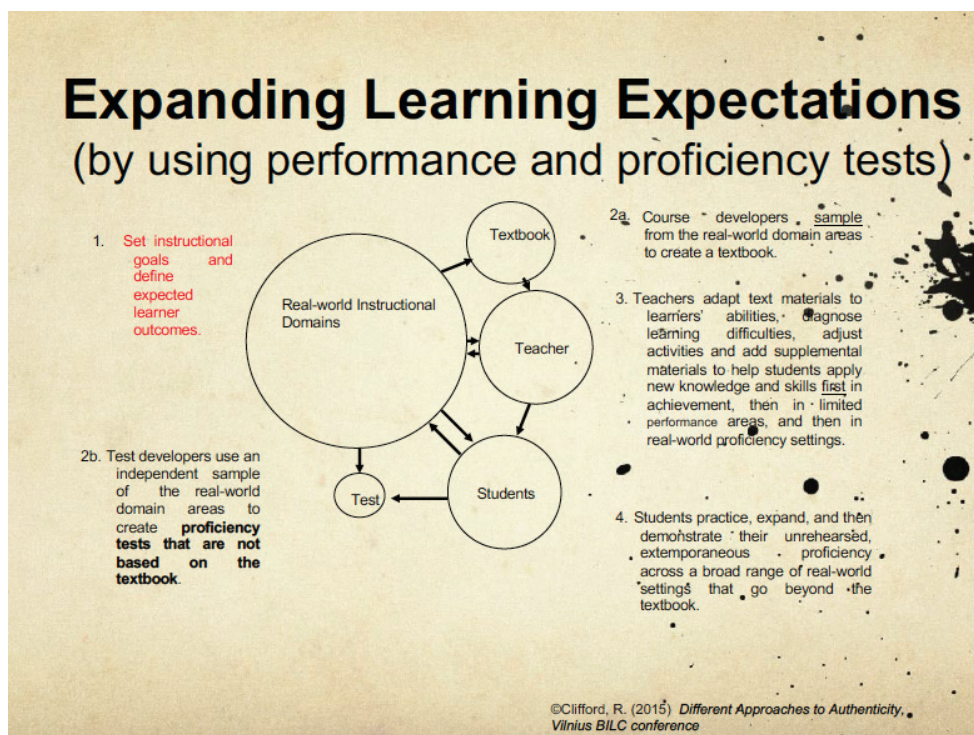 Expanding Learning Expectations
(by using performance and proficiency tests)
1. Set instructional
goals and
define
expected
learner
outcomes.
Textbook
Real-world Instructional
Domains
Teacher
Students
Test
2a. Course developers sample
from the real-world domain areas
to create a textbook.
3. Teachers adapt text materials to
learners' abilities, diagnose
learning difficulties, adjust
activities and add supplemental
materials to help students apply
new knowledge and skills first in
achievement, then in limited
performance areas, and then in
real-world proficiency settings.
2b. Test developers use an
independent sample
of the real-world
domain areas to
create proficiency
tests that are not
based on the
textbook.
4. Students practice, expand, and then
demonstrate their unrehearsed,
extemporaneous proficiency
across a broad range of real-world
settings that go beyond the
textbook.
©Clifford, R. (2015) Different Approaches to Authenticity,
Vilnius BILC conference